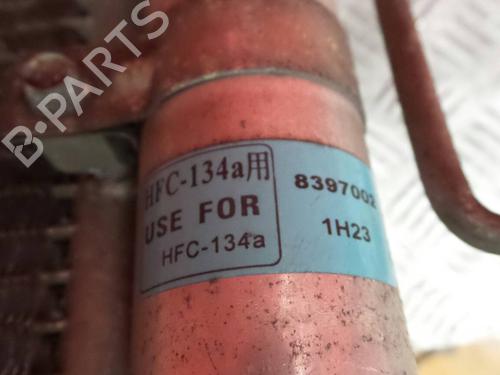 B-PARTS
HFC-134a用
USE FOR
HFC-134a
8397002
1H23